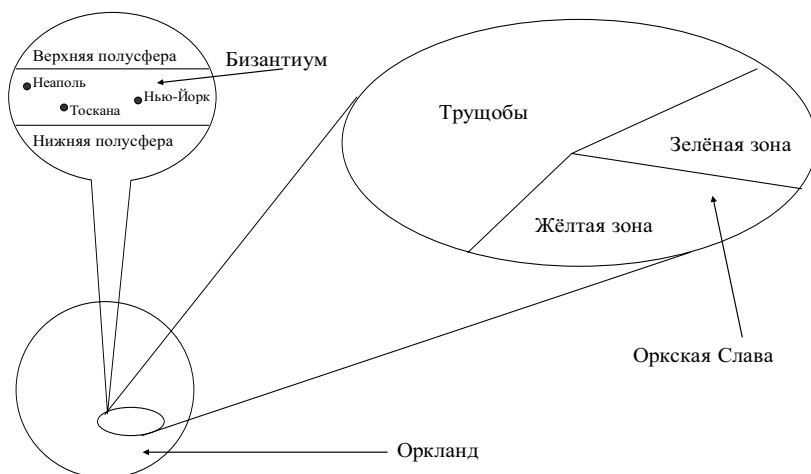 Верхняя полусфера
Бизантиум
Неаполь
Нью-Йорк
Тоскана
Нижняя полусфера
Трущобы
Зелёная зона
Жёлтая зона
Оркская Слава
Оркланд